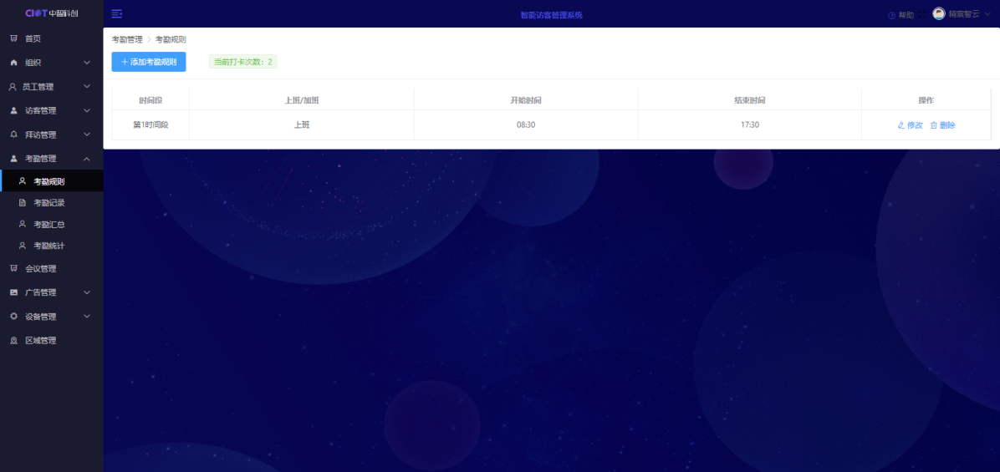 CIOT 中智科创
智能访客管理系统
帮助
精宸智云
首页
组织
员工管理
访客管理
拜访管理
考勤管理
考勤规则
考勤记录
考勤汇总
考勤统计
会议管理
广告管理
设备管理
区域管理
考勤管理 > 考勤规则
+ 添加考勤规则
当前打卡次数：2
时间段 上班/加班 开始时间 结束时间 操作
第1时间段 上班 08:30 17:30 修改 删除